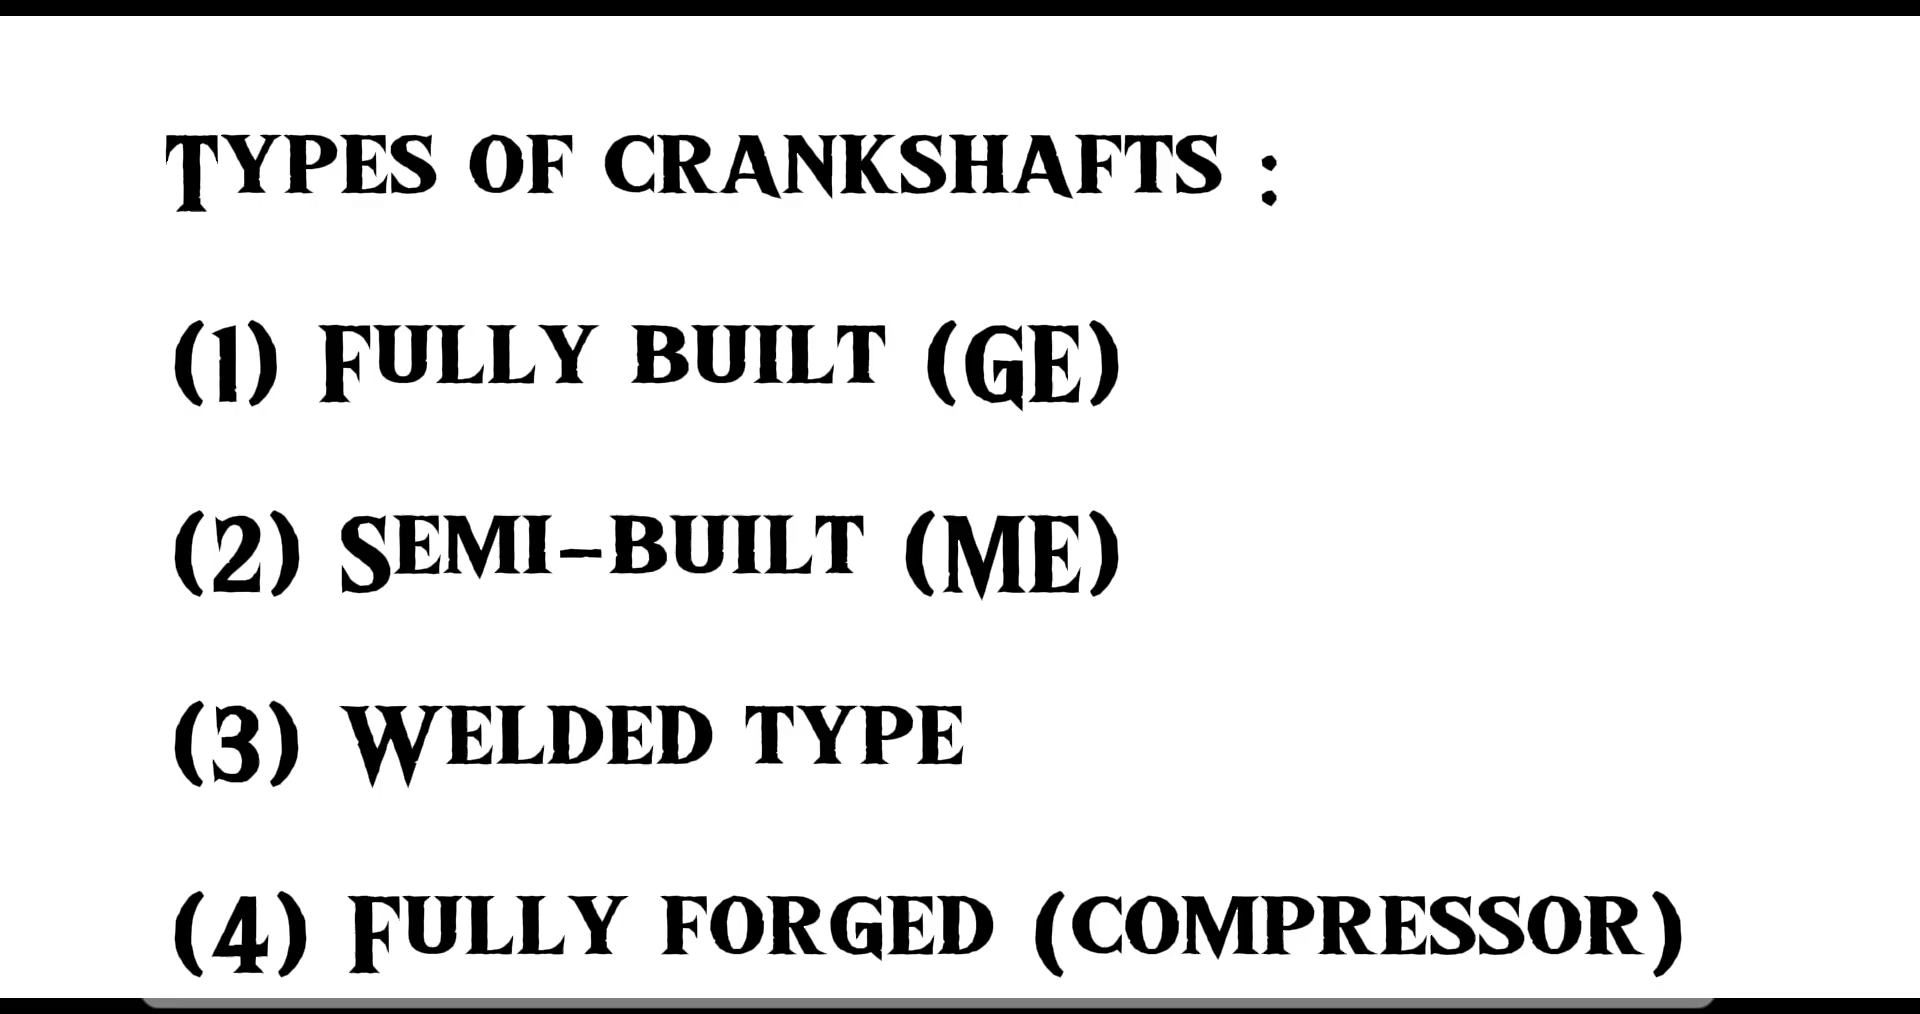 Types of crankshafts :
(1) Fully built (GE)
(2) Semi-built (ME)
(3) Welded type
(4) Fully forged (compressor)